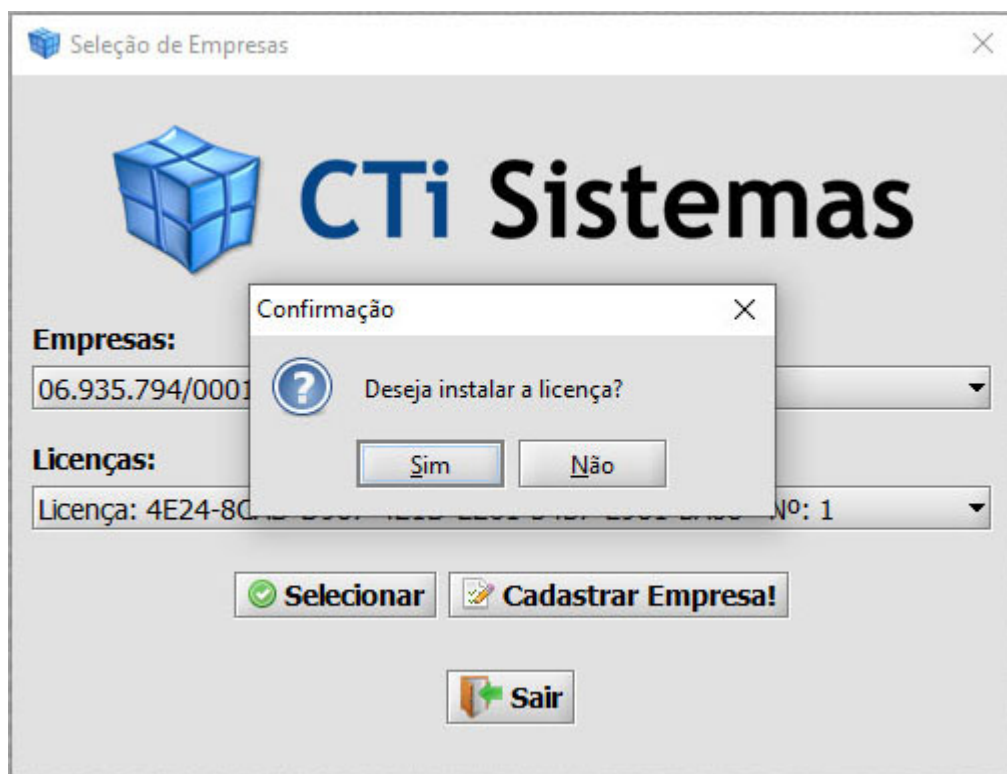 Seleção de Empresas
CTi Sistemas
Confirmação
Deseja instalar a licença?
Sim
Não
Empresas:
06.935.794/0001
Licenças:
Licença: 4E24-8 Nº: 1
Selecionar
Cadastrar Empresa!
Sair